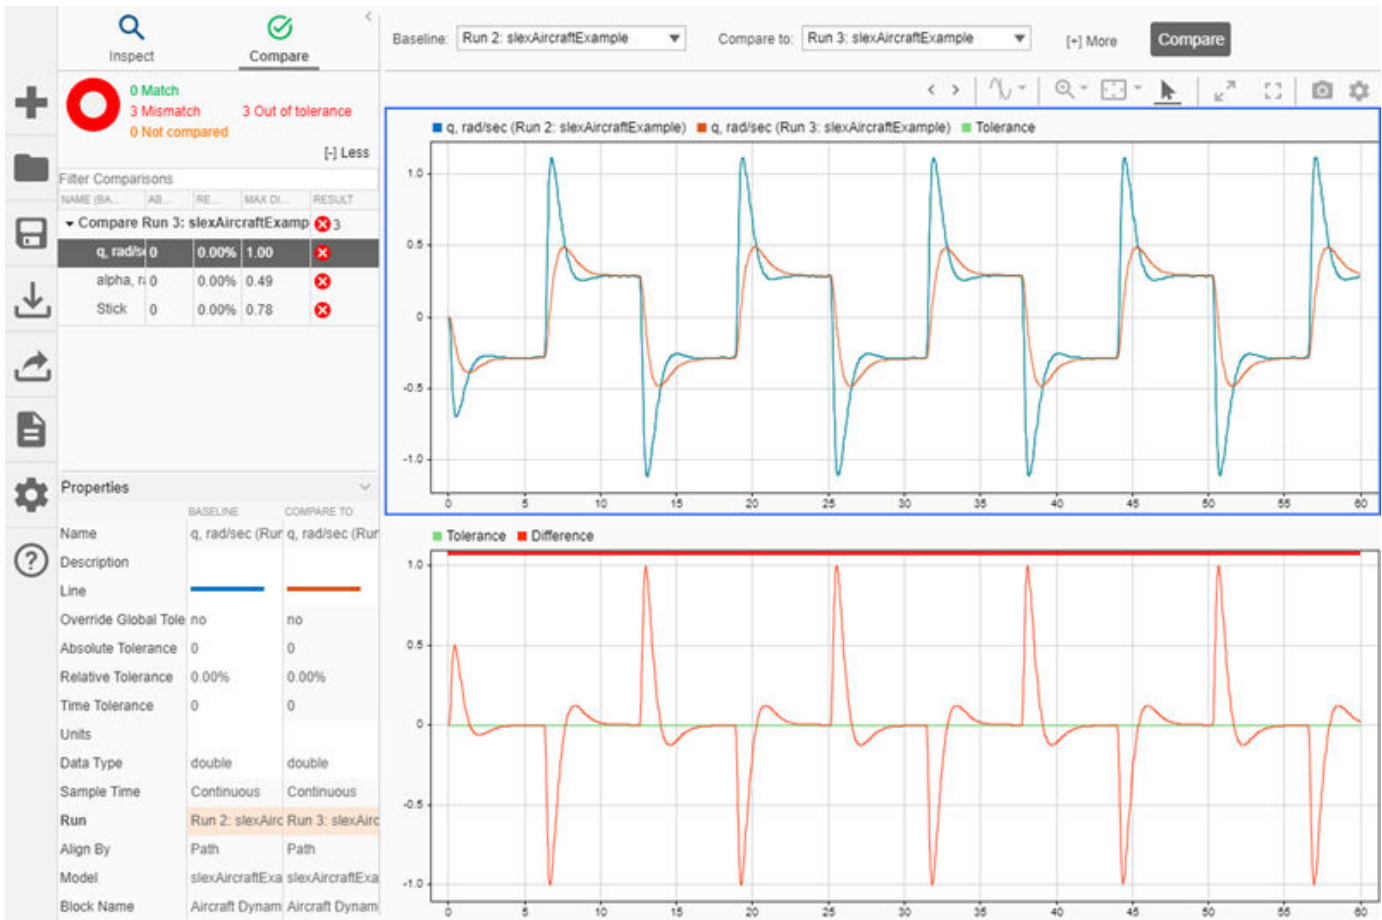 Inspect
Compare
0 Match
3 Mismatch 3 Out of tolerance
0 Not compared
[-] Less
Filter Comparisons
NAME (BA... AB... RE... MAX DI... RESULT
Compare Run 3: slexAircraftExamp 3
q, rad/s 0 0.00% 1.00
alpha, r 0 0.00% 0.49
Stick 0 0.00% 0.78
Properties
BASELINE COMPARE TO
Name q, rad/sec (Run q, rad/sec (Run
Description
Line
Override Global Tole no no
Absolute Tolerance 0 0
Relative Tolerance 0.00% 0.00%
Time Tolerance 0 0
Units
Data Type double double
Sample Time Continuous Continuous
Run Run 2: slexAirc Run 3: slexAirc
Align By Path Path
Model slexAircraftExa slexAircraftExa
Block Name Aircraft Dynam Aircraft Dynam
Baseline: Run 2: slexAircraftExample Compare to: Run 3: slexAircraftExample [+] More Compare
q, rad/sec (Run 2: slexAircraftExample) q, rad/sec (Run 3: slexAircraftExample) Tolerance
1.0
0.5
0
-0.5
-1.0
0 5 10 15 20 25 30 35 40 45 50 55 60
Tolerance Difference
1.0
0.5
0
-0.5
-1.0
0 5 10 15 20 25 30 35 40 45 50 55 60